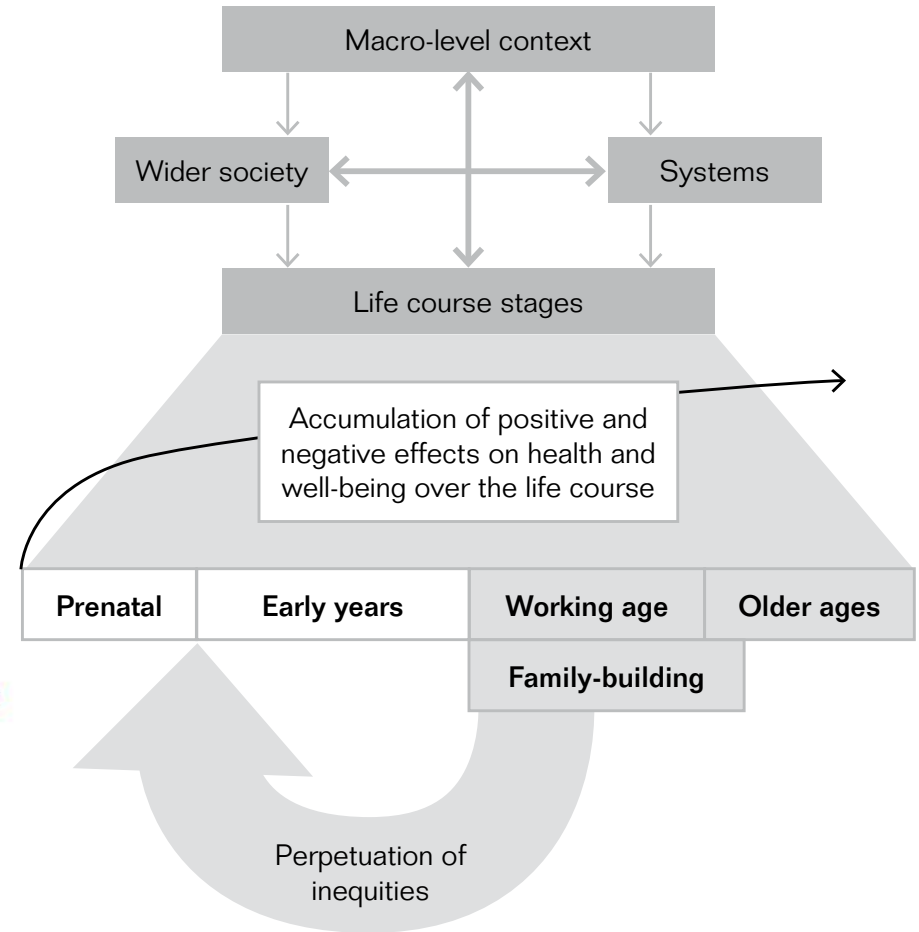 Macro-level context
Wider society
Systems
Life course stages
Accumulation of positive and
negative effects on health and
well-being over the life course
Prenatal
Early years
Working age
Older ages
Family-building
Perpetuation of
inequities